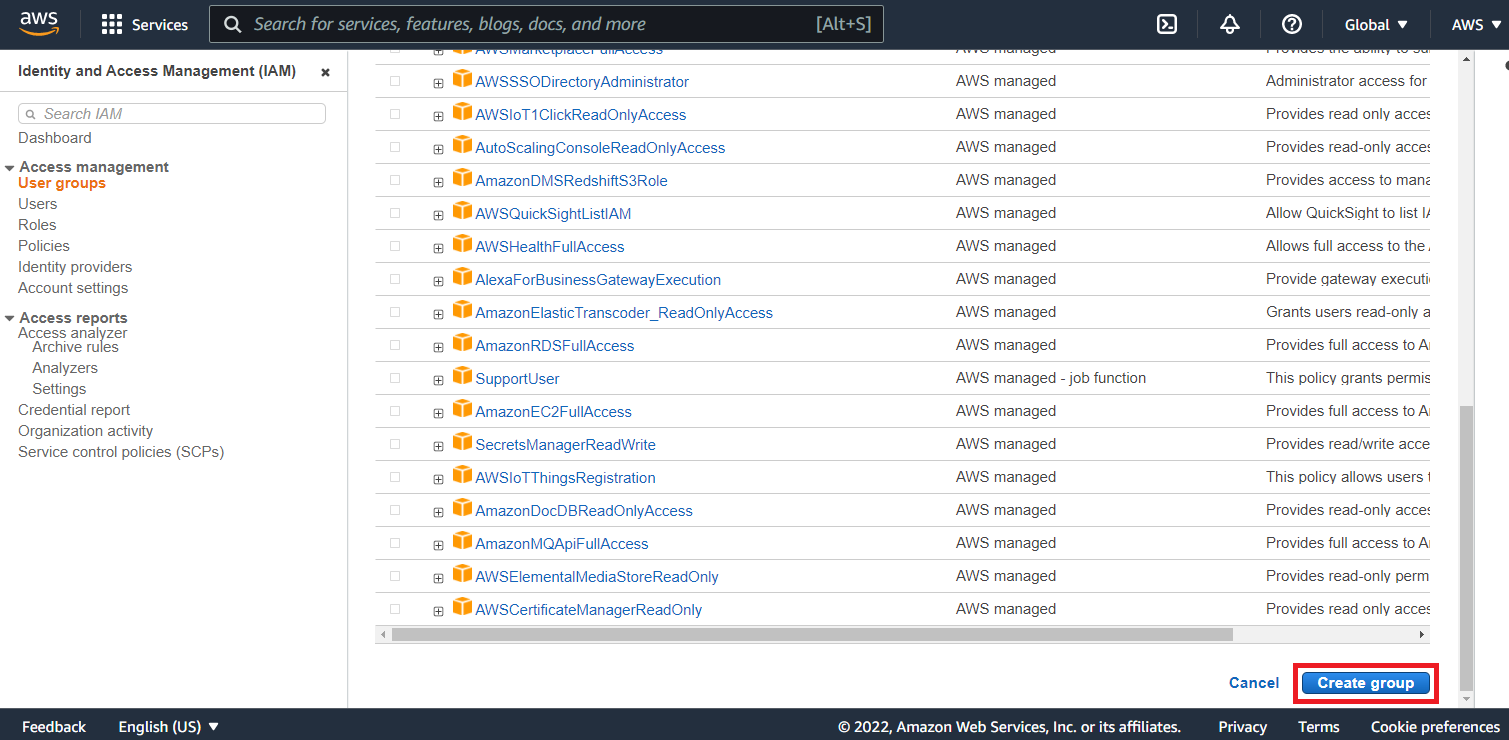 aws
Services
Search for services, features, blogs, docs, and more
[Alt+S]
Global
AWS
Identity and Access Management (IAM)
Search IAM
Dashboard
Access management
User groups
Users
Roles
Policies
Identity providers
Account settings
Access reports
Access analyzer
Archive rules
Analyzers
Settings
Credential report
Organization activity
Service control policies (SCPs)
AWSMarketplaceFullAccess AWS managed Provides the ability to
AWSSSODirectoryAdministrator AWS managed Administrator access for
AWSIoT1ClickReadOnlyAccess AWS managed Provides read only acces
AutoScalingConsoleReadOnlyAccess AWS managed Provides read-only acces
AmazonDMSRedshiftS3Role AWS managed Provides access to mana
AWSQuickSightListIAM AWS managed Allow QuickSight to list
AWSHealthFullAccess AWS managed Allows full access to the
AlexaForBusinessGatewayExecution AWS managed Provide gateway executi
AmazonElasticTranscoder_ReadOnlyAccess AWS managed Grants users read-only a
AmazonRDSFullAccess AWS managed Provides full access to A
SupportUser AWS managed - job function This policy grants permis
AmazonEC2FullAccess AWS managed Provides full access to A
SecretsManagerReadWrite AWS managed Provides read/write acce
AWSIoTThingsRegistration AWS managed This policy allows users t
AmazonDocDBReadOnlyAccess AWS managed Provides read-only acces
AmazonMQApiFullAccess AWS managed Provides full access to A
AWSElementalMediaStoreReadOnly AWS managed Provides read-only perm
AWSCertificateManagerReadOnly AWS managed Provides read only acces
Cancel
Create group
Feedback
English (US)
© 2022, Amazon Web Services, Inc. or its affiliates.
Privacy
Terms
Cookie preferences